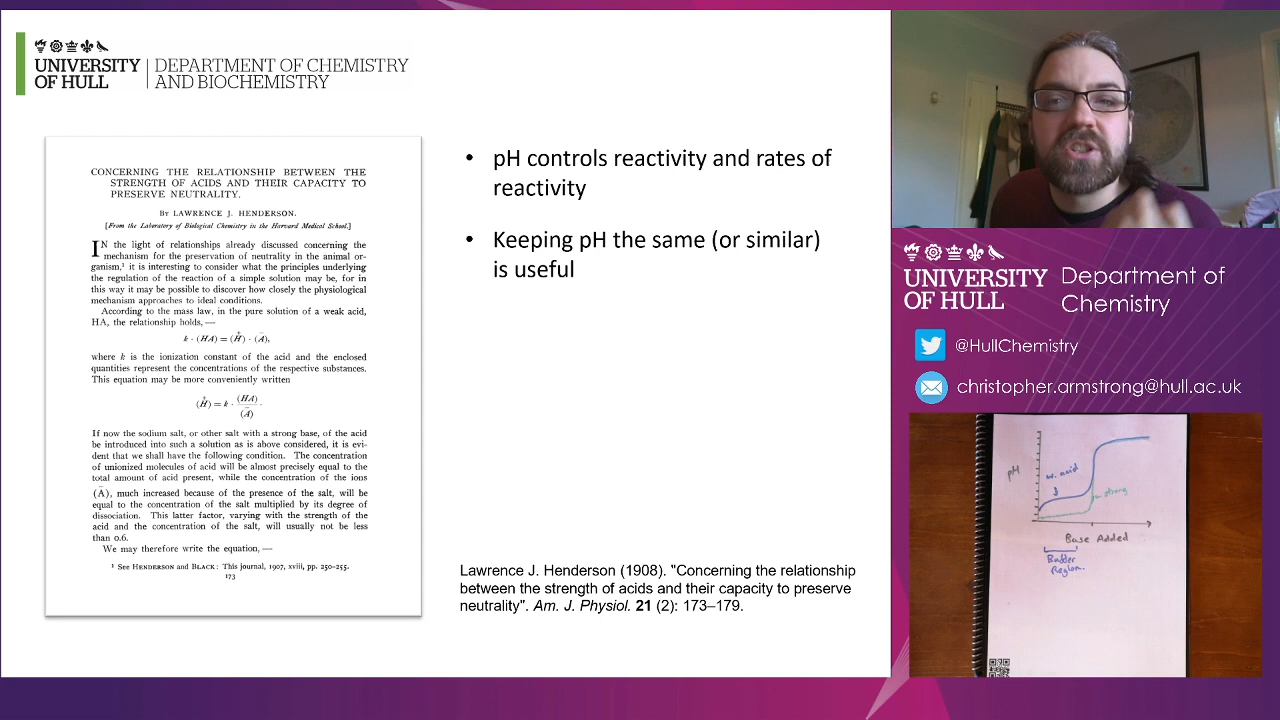 UNIVERSITY
OF HULL
DEPARTMENT OF CHEMISTRY
AND BIOCHEMISTRY
CONCERNING THE RELATIONSHIP BETWEEN THE
STRENGTH OF ACIDS AND THEIR CAPACITY TO
PRESERVE NEUTRALITY.
BY LAWRENCE J. HENDERSON.
[From the Laboratory of Biological Chemistry in the Harvard Medical School.]
IN the light of relationships already discussed concerning the
mechanism for the preservation of neutrality in the animal or-
ganism,¹ it is interesting to consider what the principles underlying
the regulation of the reaction of a simple solution may be, for in
this way it may be possible to discover how closely the physiological
mechanism approaches to ideal conditions.
According to the mass law, in the pure solution of a weak acid,
HA, the relationship holds, —
k · (HA) = (H⁺) · (A⁻),
where k is the ionization constant of the acid and the enclosed
quantities represent the concentrations of the respective substances.
This equation may be more conveniently written
(H⁺) = k · (HA)/(A⁻) ·
If now the sodium salt, or other salt with a strong base, of the acid
be introduced into such a solution as is above considered, it is evi-
dent that we shall have the following condition. The concentration
of unionized molecules of acid will be almost precisely equal to the
total amount of acid present, while the concentration of the ions
(A⁻), much increased because of the presence of the salt, will be
equal to the concentration of the salt multiplied by its degree of
dissociation. This latter factor, varying with the strength of the
acid and the concentration of the salt, will usually not be less
than 0.6.
We may therefore write the equation, —
¹ See HENDERSON and BLACK: This journal, 1907, xviii, pp. 250-255.
173
• pH controls reactivity and rates of
reactivity
• Keeping pH the same (or similar)
is useful
Lawrence J. Henderson (1908). "Concerning the relationship
between the strength of acids and their capacity to preserve
neutrality". Am. J. Physiol. 21 (2): 173–179.
UNIVERSITY
OF HULL
Department of
Chemistry
@HullChemistry
christopher.armstrong@hull.ac.uk
pH
w. acid
strong
Base Added
Buffer
Region.